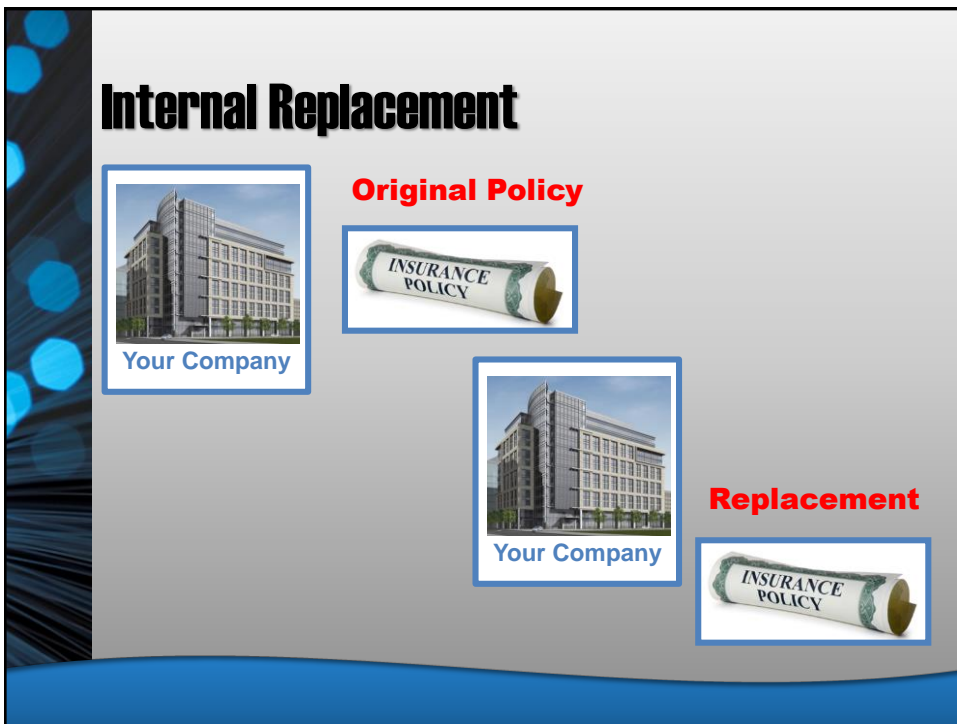 Internal Replacement
Original Policy
INSURANCE
POLICY
Your Company
Replacement
Your Company
INSURANCE
POLICY